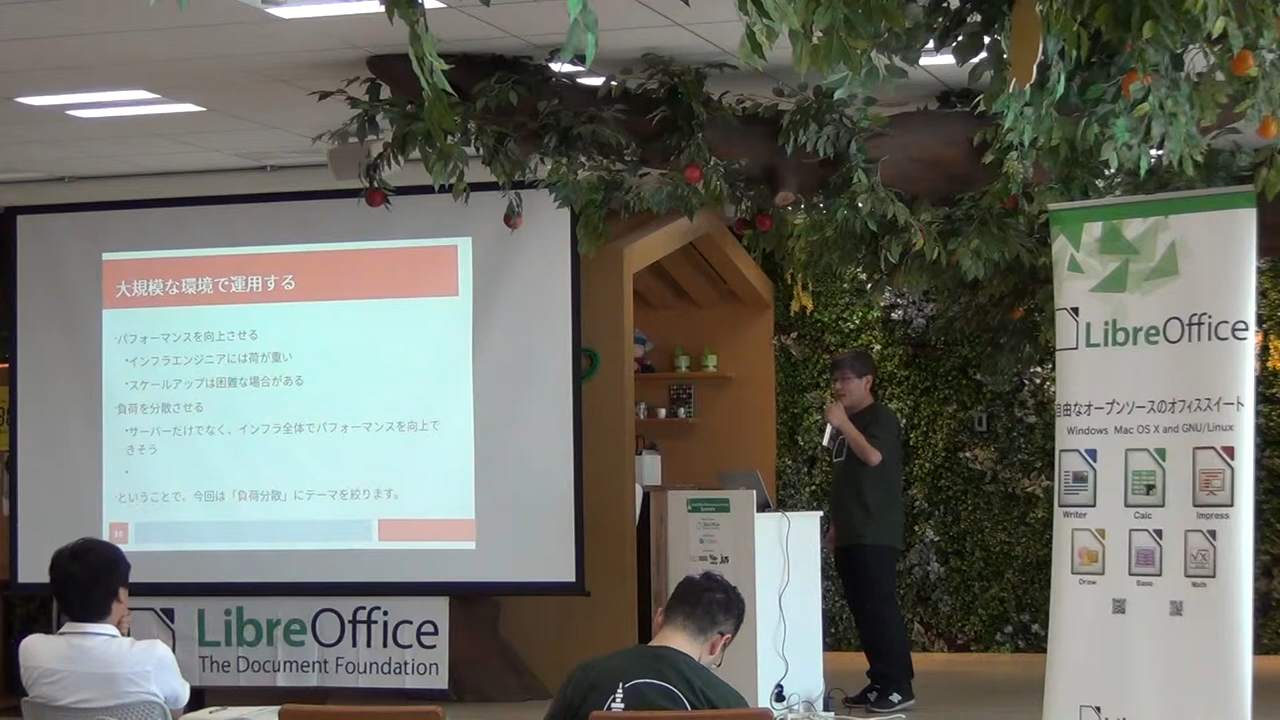 大規模な環境で運用する
・パフォーマンスを向上させる
・インフラエンジニアには荷が重い
・スケールアップは困難な場合がある
・負荷を分散させる
・サーバーだけでなく、インフラ全体でパフォーマンスを向上で
きそう
・
・ということで、今回は「負荷分散」にテーマを絞ります。
LibreOffice
The Document Foundation
LibreOffice
自由なオープンソースのオフィススイート
Windows Mac OS X and GNU/Linux
Writer Calc Impress
Draw Base Math